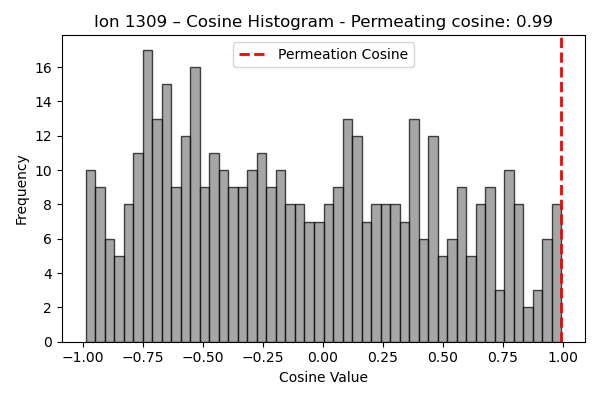 Ion 1309 – Cosine Histogram - Permeating cosine: 0.99
Permeation Cosine
Frequency
16
14
12
10
8
6
4
2
0
−1.00 −0.75 −0.50 −0.25 0.00 0.25 0.50 0.75 1.00
Cosine Value